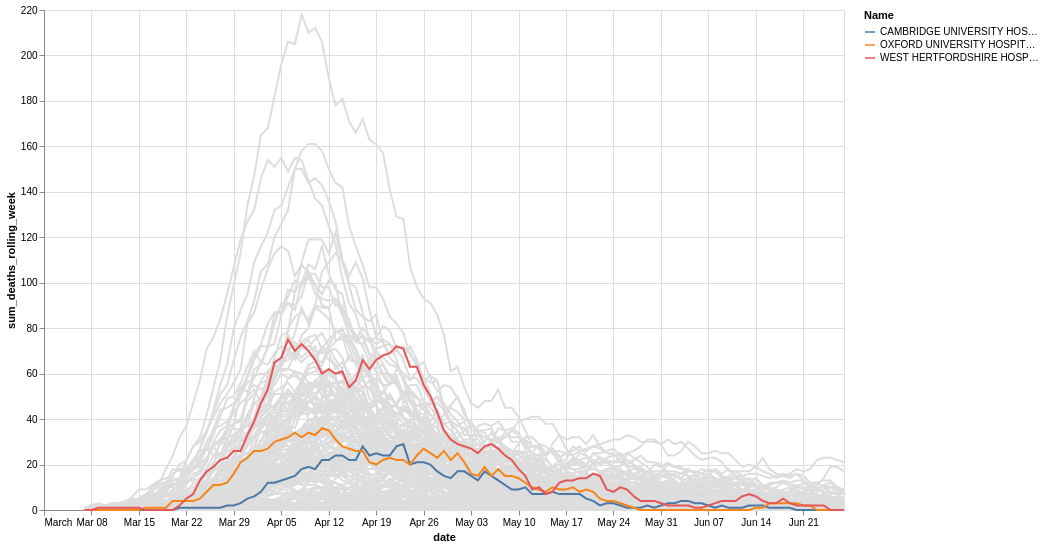 220
200
180
160
140
120
100
80
60
40
20
0
sum_deaths_rolling_week
March Mar 08 Mar 15 Mar 22 Mar 29 Apr 05 Apr 12 Apr 19 Apr 26 May 03 May 10 May 17 May 24 May 31 Jun 07 Jun 14 Jun 21
date
Name
CAMBRIDGE UNIVERSITY HOS…
OXFORD UNIVERSITY HOSPIT…
WEST HERTFORDSHIRE HOSP…